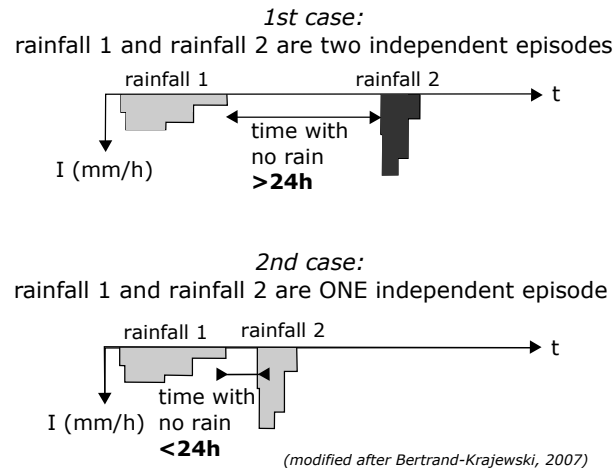 1st case:
rainfall 1 and rainfall 2 are two independent episodes
rainfall 1
rainfall 2
t
I (mm/h)
time with
no rain
>24h
2nd case:
rainfall 1 and rainfall 2 are ONE independent episode
rainfall 1
rainfall 2
t
I (mm/h)
time with
no rain
<24h
(modified after Bertrand-Krajewski, 2007)